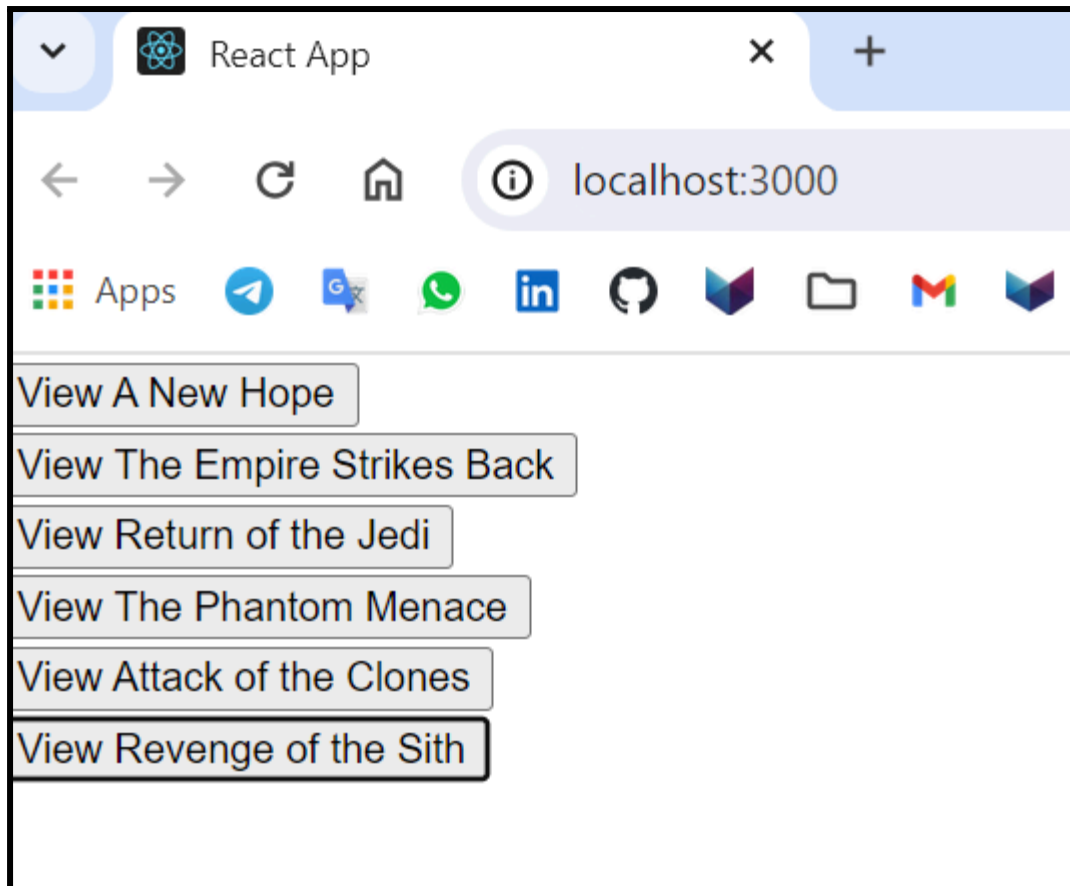 React App
localhost:3000
Apps
View A New Hope
View The Empire Strikes Back
View Return of the Jedi
View The Phantom Menace
View Attack of the Clones
View Revenge of the Sith